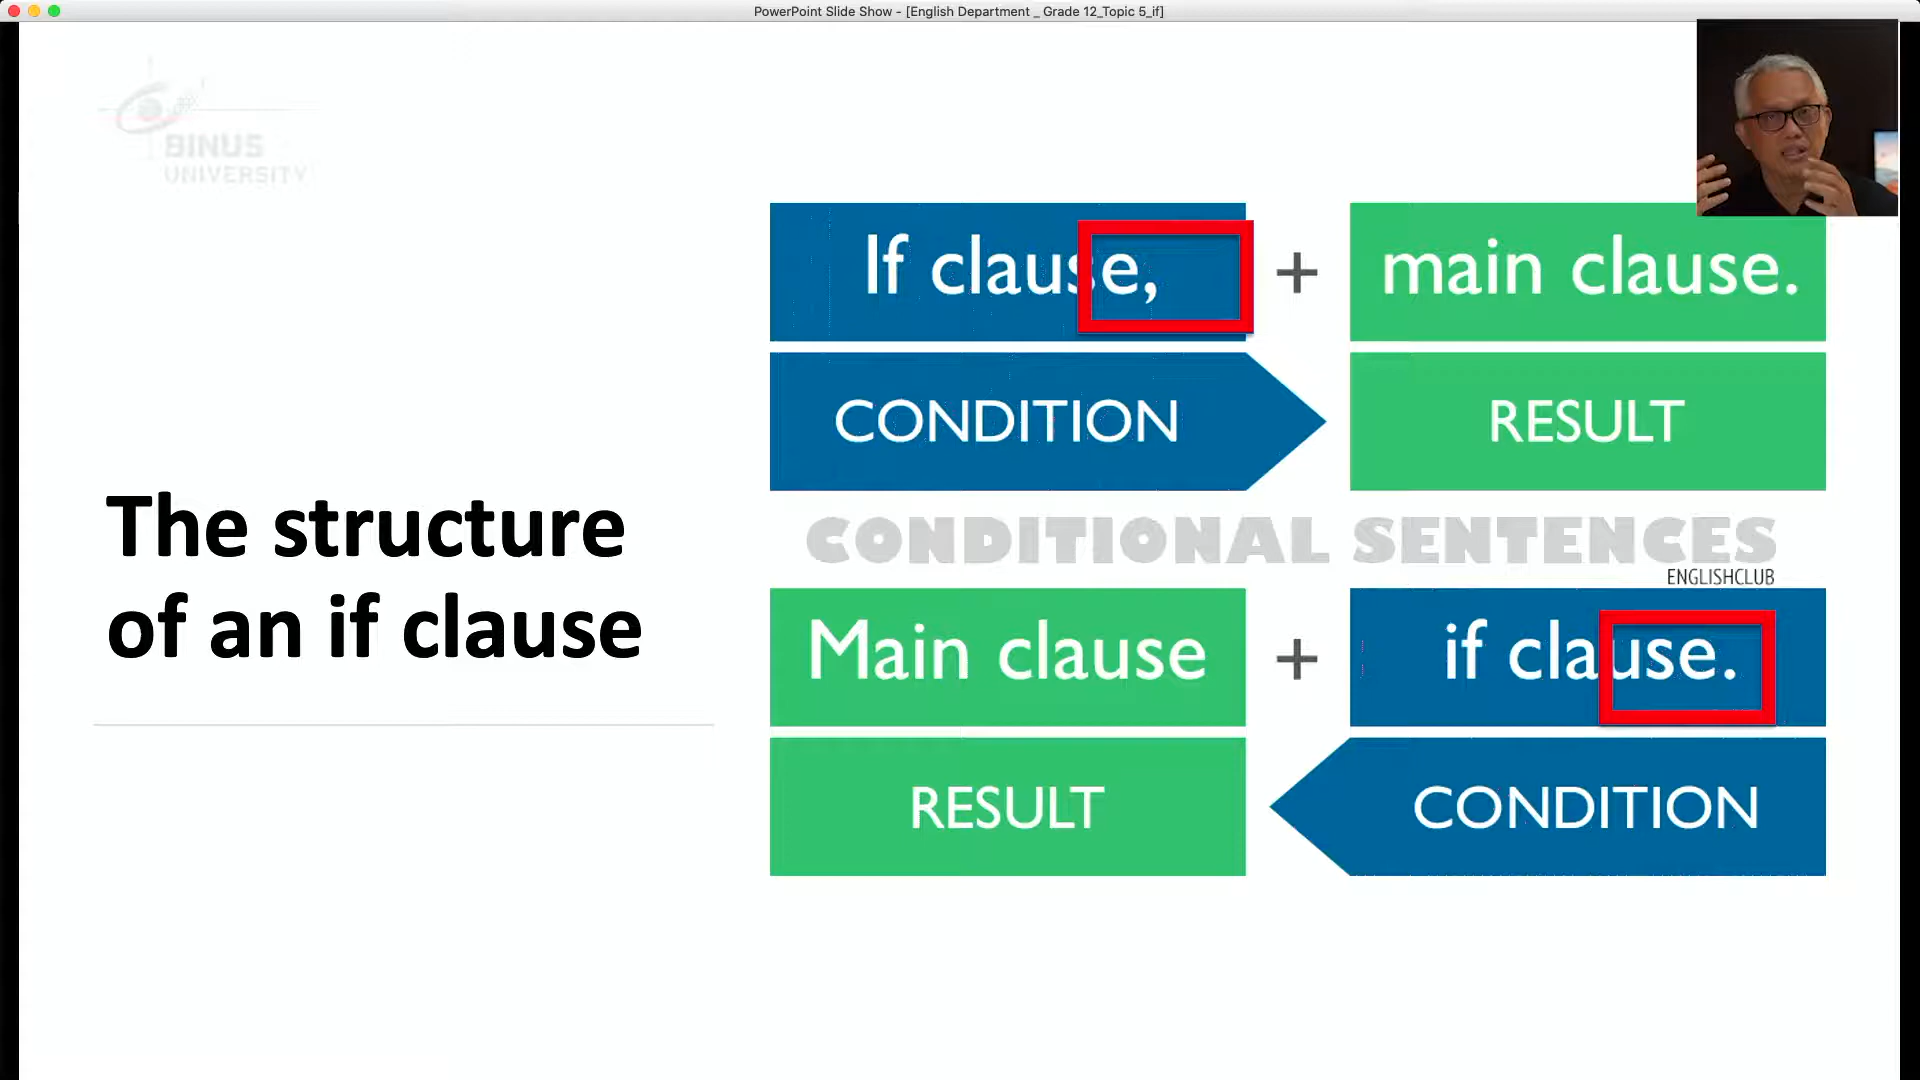 PowerPoint Slide Show - [English Department _ Grade 12_Topic 5_if]
BINUS
UNIVERSITY
The structure
of an if clause
If clause, + main clause.
CONDITION RESULT
CONDITIONAL SENTENCES
ENGLISHCLUB
Main clause + if clause.
RESULT CONDITION